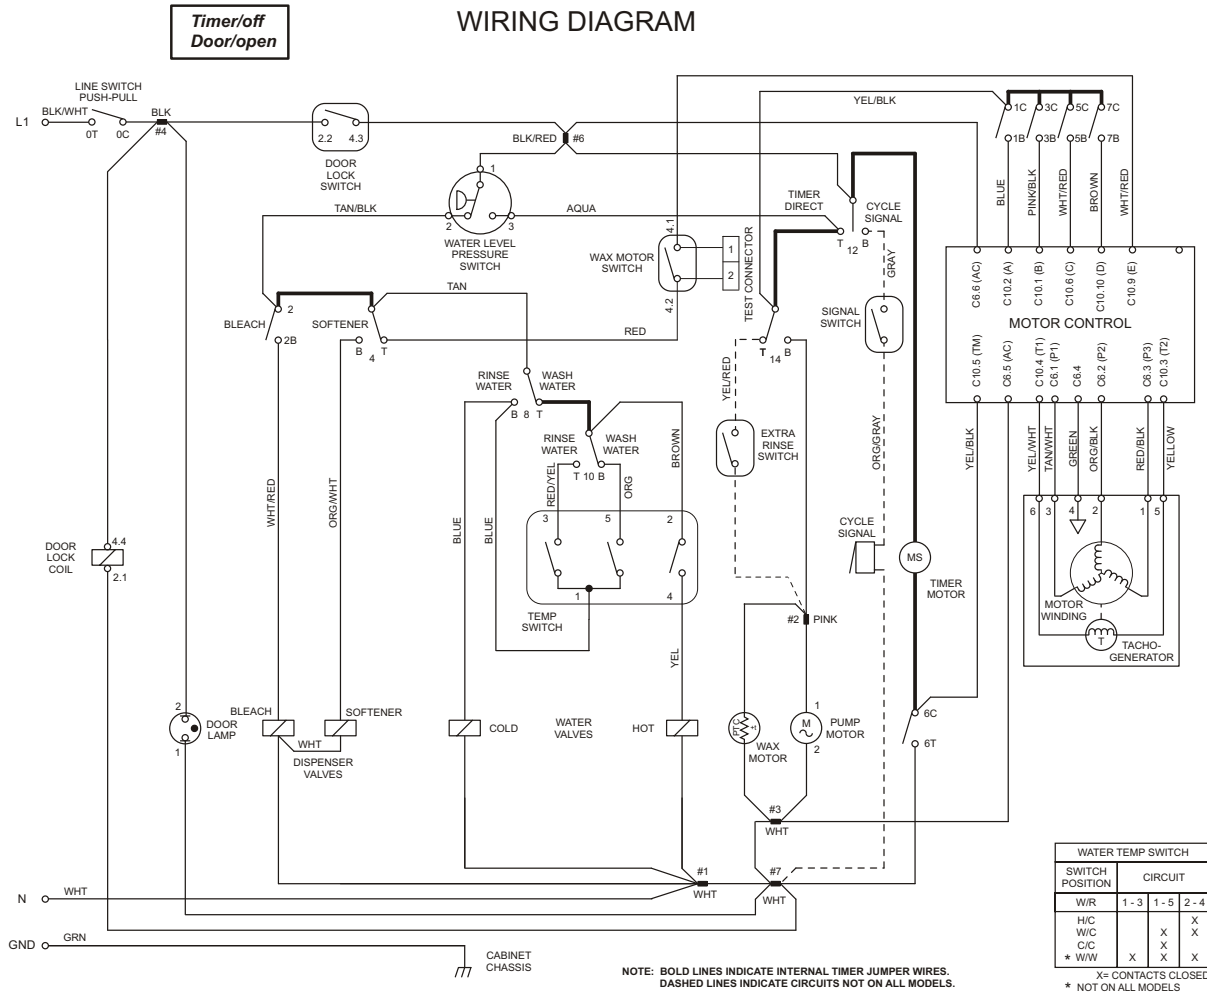 Timer/off
Door/open
WIRING DIAGRAM
LINE SWITCH
PUSH-PULL
L1
BLK/WHT
0T
0C
BLK
#4
2.2
4.3
DOOR
LOCK
SWITCH
BLK/RED
#6
YEL/BLK
1C
3C
5C
7C
1B
3B
5B
7B
BLUE
PINK/BLK
WHT/RED
BROWN
WHT/RED
1
TAN/BLK
2
3
AQUA
WATER LEVEL
PRESSURE
SWITCH
TIMER
DIRECT
CYCLE
SIGNAL
T
12
B
GRAY
4.1
WAX MOTOR
SWITCH
1
2
TEST CONNECTOR
4.2
SIGNAL
SWITCH
C6.6 (AC)
C10.2 (A)
C10.1 (B)
C10.6 (C)
C10.10 (D)
C10.9 (E)
MOTOR CONTROL
C10.5 (TM)
C6.5 (AC)
C10.4 (T1)
C6.1 (P1)
C6.4
C6.2 (P2)
C6.3 (P3)
C10.3 (T2)
TAN
2
BLEACH
2B
SOFTENER
B
4
T
RED
T
14
B
YEL/RED
RINSE
WATER
WASH
WATER
B
8
T
RINSE
WATER
WASH
WATER
T
10
B
BROWN
RED/YEL
ORG
EXTRA
RINSE
SWITCH
ORG/GRAY
YEL/BLK
YEL/WHT
TAN/WHT
GREEN
ORG/BLK
RED/BLK
YELLOW
WHT/RED
ORG/WHT
BLUE
BLUE
3
5
2
1
4
TEMP
SWITCH
CYCLE
SIGNAL
MS
TIMER
MOTOR
6
3
4
2
1
5
MOTOR
WINDING
T
TACHO-
GENERATOR
DOOR
LOCK
COIL
4.4
2.1
#2
PINK
YEL
2
1
DOOR
LAMP
BLEACH
SOFTENER
WHT
DISPENSER
VALVES
COLD
WATER
VALVES
HOT
PTC
±
WAX
MOTOR
1
M
2
PUMP
MOTOR
6C
6T
#3
WHT
#1
WHT
#7
WHT
N
WHT
GND
GRN
CABINET
CHASSIS
NOTE: BOLD LINES INDICATE INTERNAL TIMER JUMPER WIRES.
DASHED LINES INDICATE CIRCUITS NOT ON ALL MODELS.
WATER TEMP SWITCH
SWITCH
POSITION
CIRCUIT
W/R 1 - 3 1 - 5 2 - 4
H/C X
W/C X X
C/C X
* W/W X X X
X= CONTACTS CLOSED
* NOT ON ALL MODELS